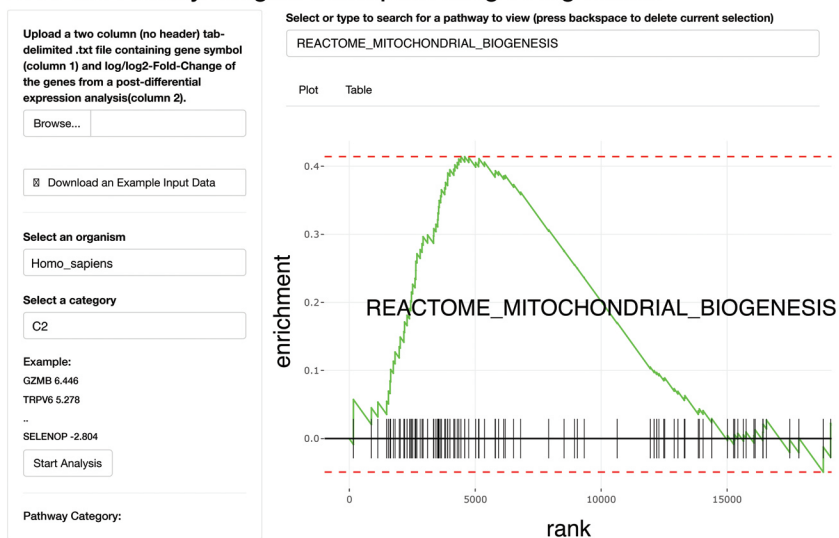 Select or type to search for a pathway to view (press backspace to delete current selection)
REACTOME_MITOCHONDRIAL_BIOGENESIS
Upload a two column (no header) tab-
delimited .txt file containing gene symbol
(column 1) and log/log2-Fold-Change of
the genes from a post-differential
expression analysis(column 2).
Browse...
Download an Example Input Data
Select an organism
Homo_sapiens
Select a category
C2
Example:
GZMB 6.446
TRPV6 5.278
..
SELENOP -2.804
Start Analysis
Pathway Category:
Plot Table
0.4
0.3
0.2
0.1
0.0
enrichment
REACTOME_MITOCHONDRIAL_BIOGENESIS
0 5000 10000 15000
rank